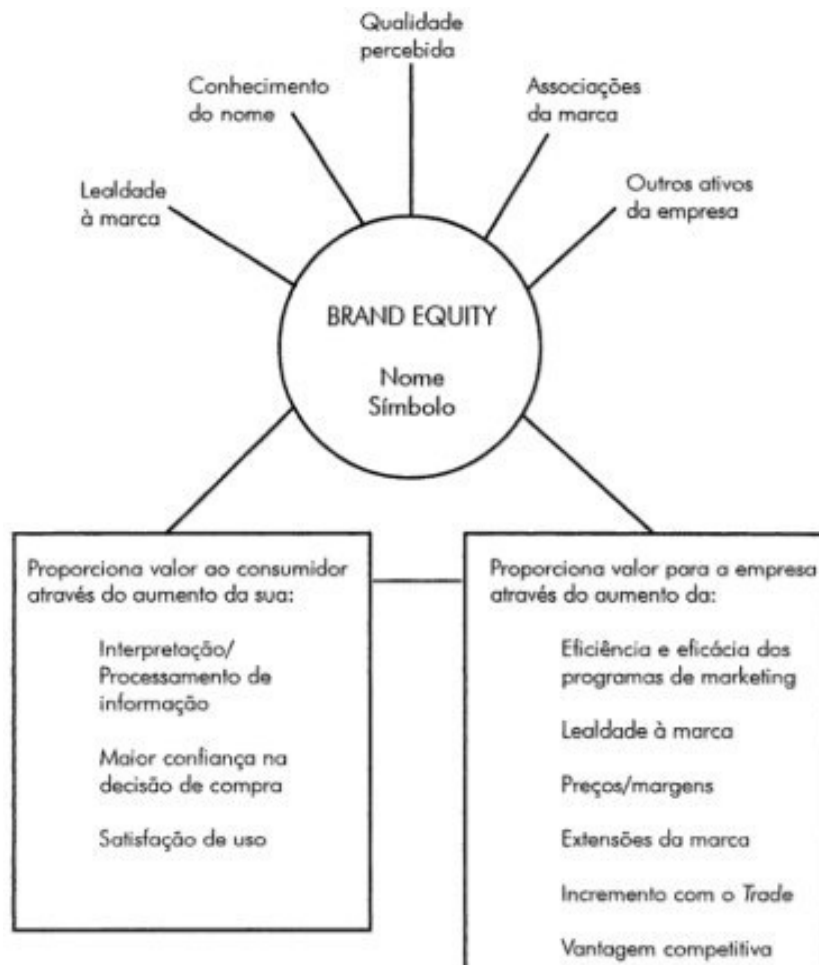 Qualidade
percebida
Conhecimento
do nome
Associações
da marca
Lealdade
à marca
Outros ativos
da empresa
BRAND EQUITY
Nome
Símbolo
Proporciona valor ao consumidor
através do aumento da sua:
Interpretação/
Processamento de
informação
Maior confiança na
decisão de compra
Satisfação de uso
Proporciona valor para a empresa
através do aumento da:
Eficiência e eficácia dos
programas de marketing
Lealdade à marca
Preços/margens
Extensões da marca
Incremento com o Trade
Vantagem competitiva